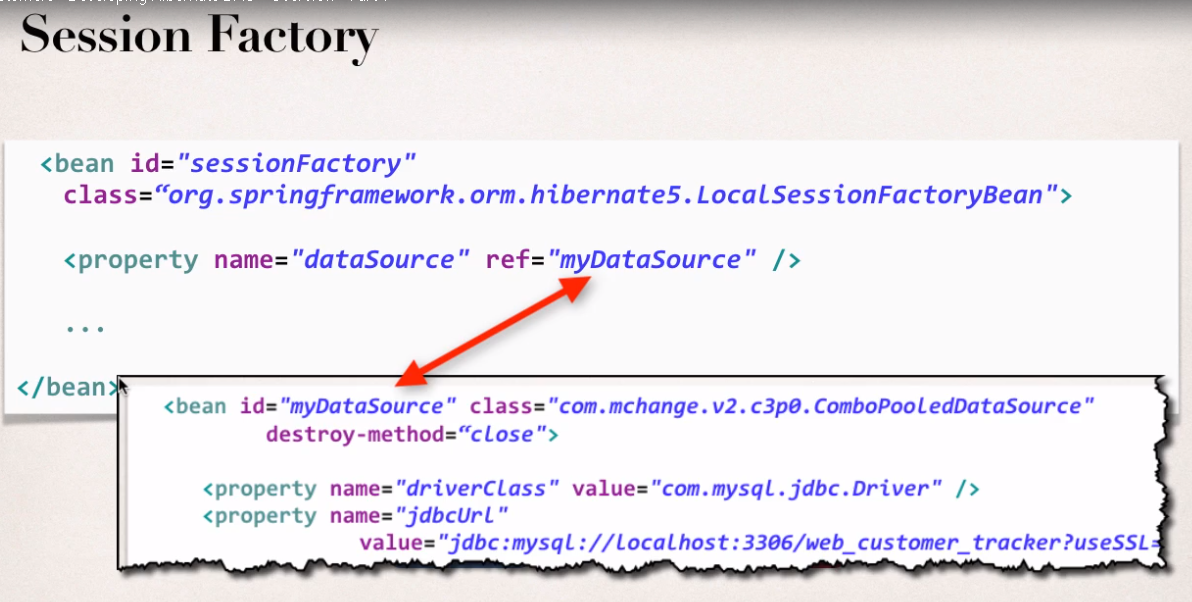 Session Factory
<bean id="sessionFactory"
class=“org.springframework.orm.hibernate5.LocalSessionFactoryBean">
<property name="dataSource" ref="myDataSource" />
...
</bean>
<bean id="myDataSource" class="com.mchange.v2.c3p0.ComboPooledDataSource"
destroy-method=“close">
<property name="driverClass" value="com.mysql.jdbc.Driver" />
<property name="jdbcUrl"
value="jdbc:mysql://localhost:3306/web_customer_tracker?useSSL=